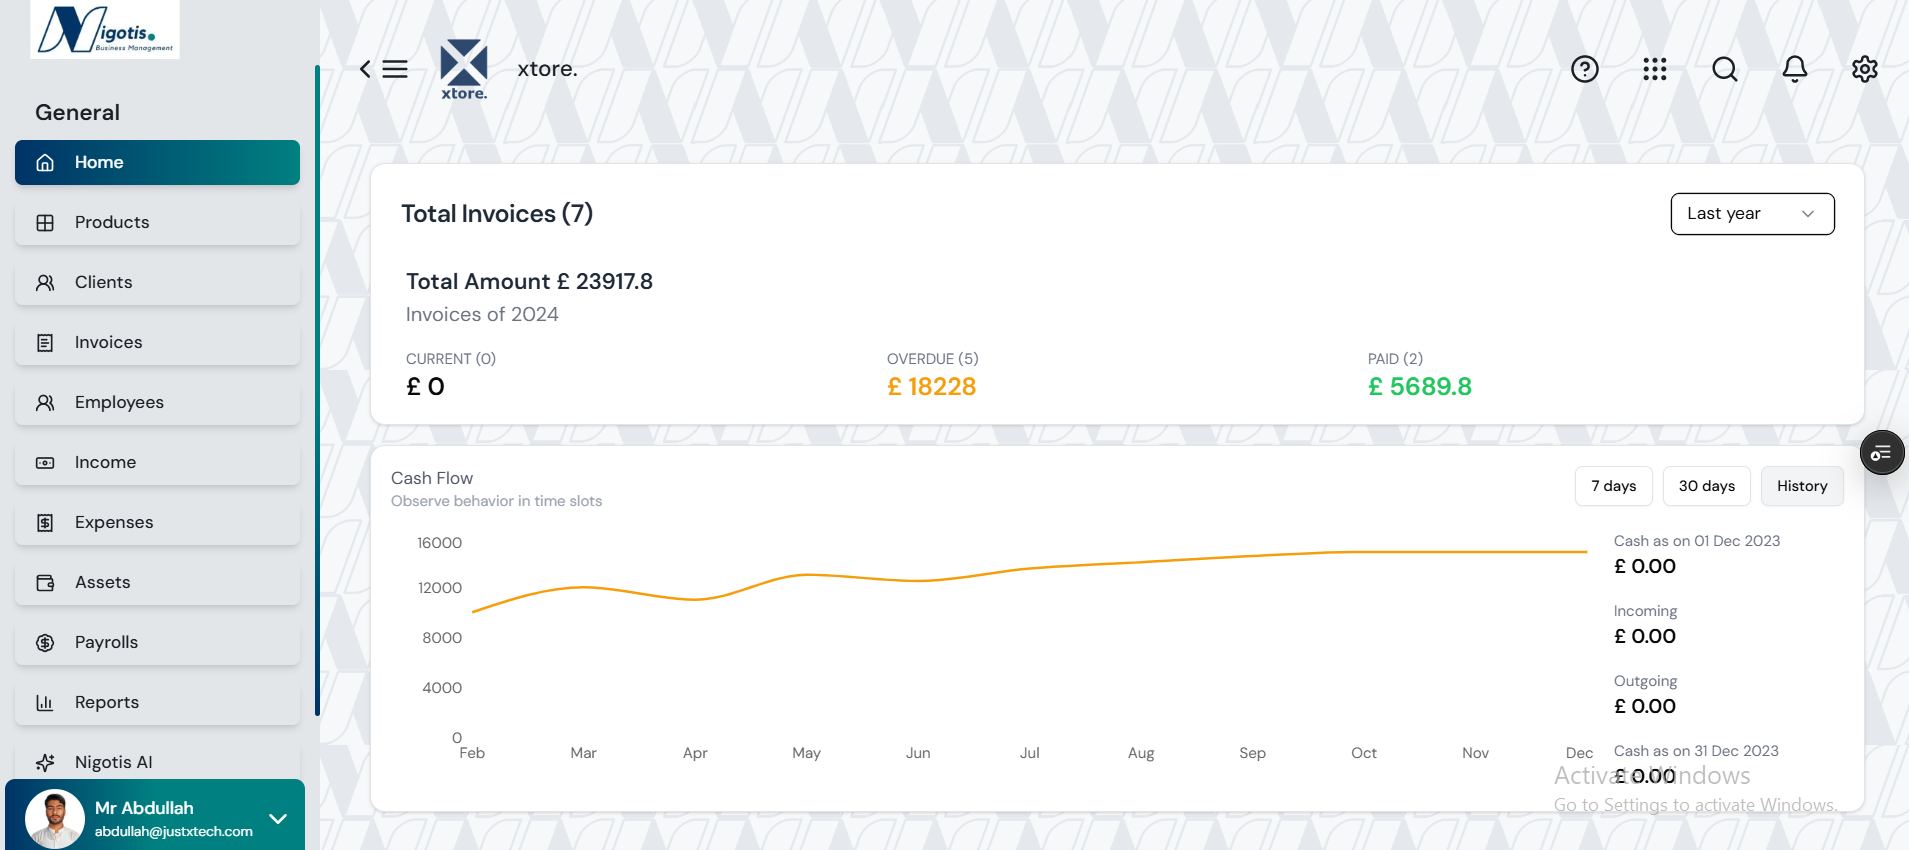 Nigotis.
Business Management
General
Home
Products
Clients
Invoices
Employees
Income
Expenses
Assets
Payrolls
Reports
Nigotis AI
Mr Abdullah
abdullah@justxtech.com
xtore.
xtore.
Total Invoices (7)
Last year
Total Amount £ 23917.8
Invoices of 2024
CURRENT (0)
£ 0
OVERDUE (5)
£ 18228
PAID (2)
£ 5689.8
Cash Flow
Observe behavior in time slots
7 days
30 days
History
16000
12000
8000
4000
0
Feb Mar Apr May Jun Jul Aug Sep Oct Nov Dec
Cash as on 01 Dec 2023
£ 0.00
Incoming
£ 0.00
Outgoing
£ 0.00
Cash as on 31 Dec 2023
£ 0.00
Activate Windows
Go to Settings to activate Windows.